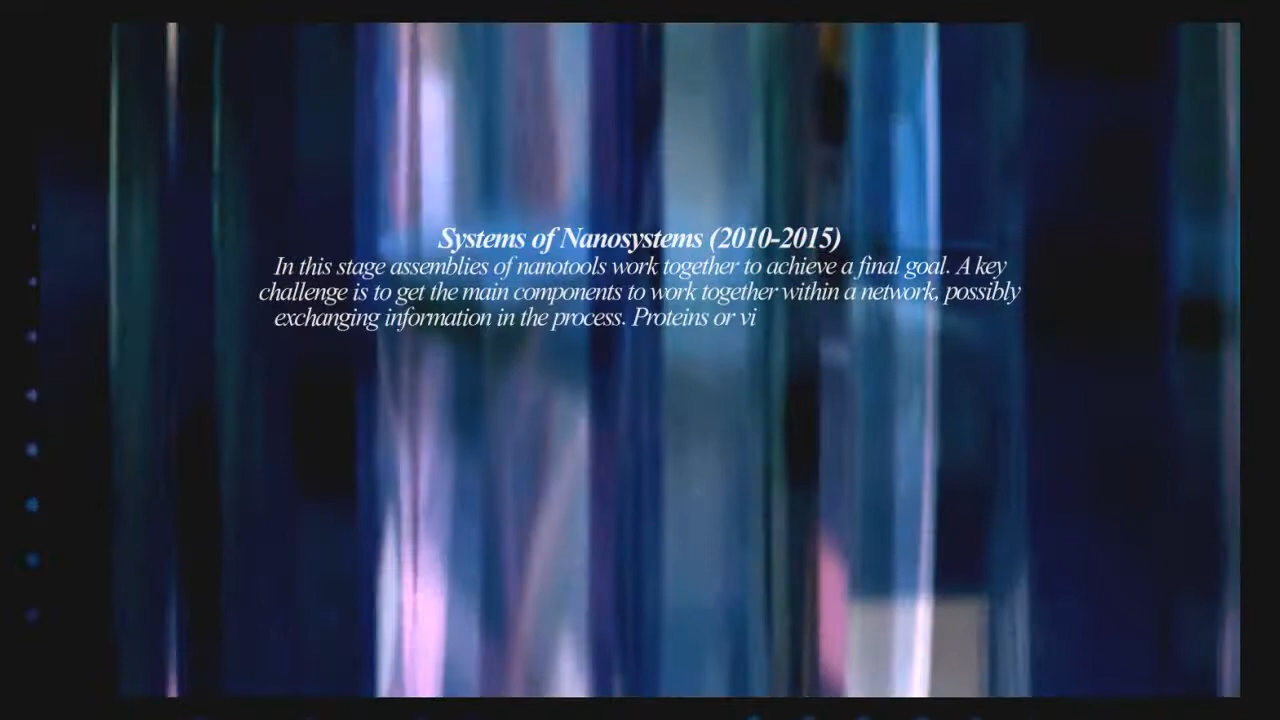 Systems of Nanosystems (2010-2015)
In this stage assemblies of nanotools work together to achieve a final goal. A key
challenge is to get the main components to work together within a network, possibly
exchanging information in the process. Proteins or vi